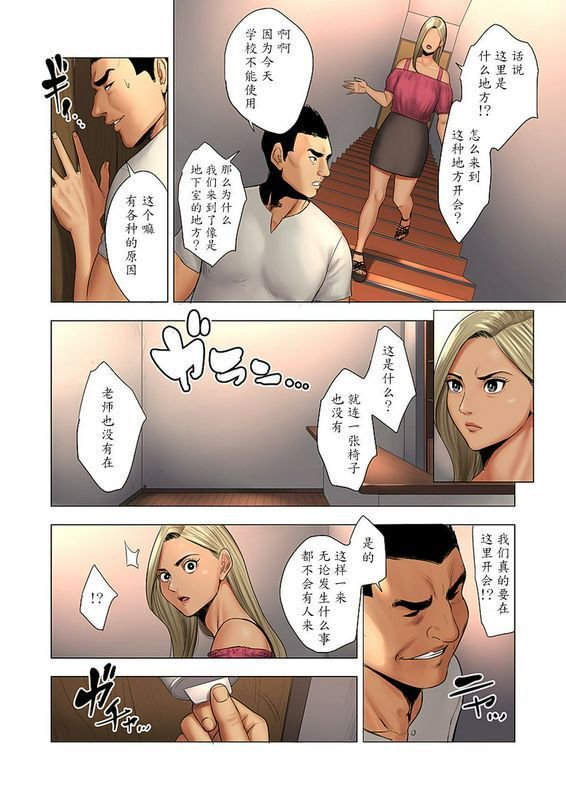 话说
这里是
什么地方!?
怎么来到
这种地方开会?
啊啊
因为今天
学校不能
使用
那么为什么
我们来到了像是
地下室的地方?
ギィ…
这个嘛
有各种的
原因
这是什么?
就连一张椅子
也没有
老师也没有在
ガラーン…
我们真的要在
这里开会!?
ニヤ…
是的
这样一来
无论发生什么事
都不会有人来
!?
ガチャ…